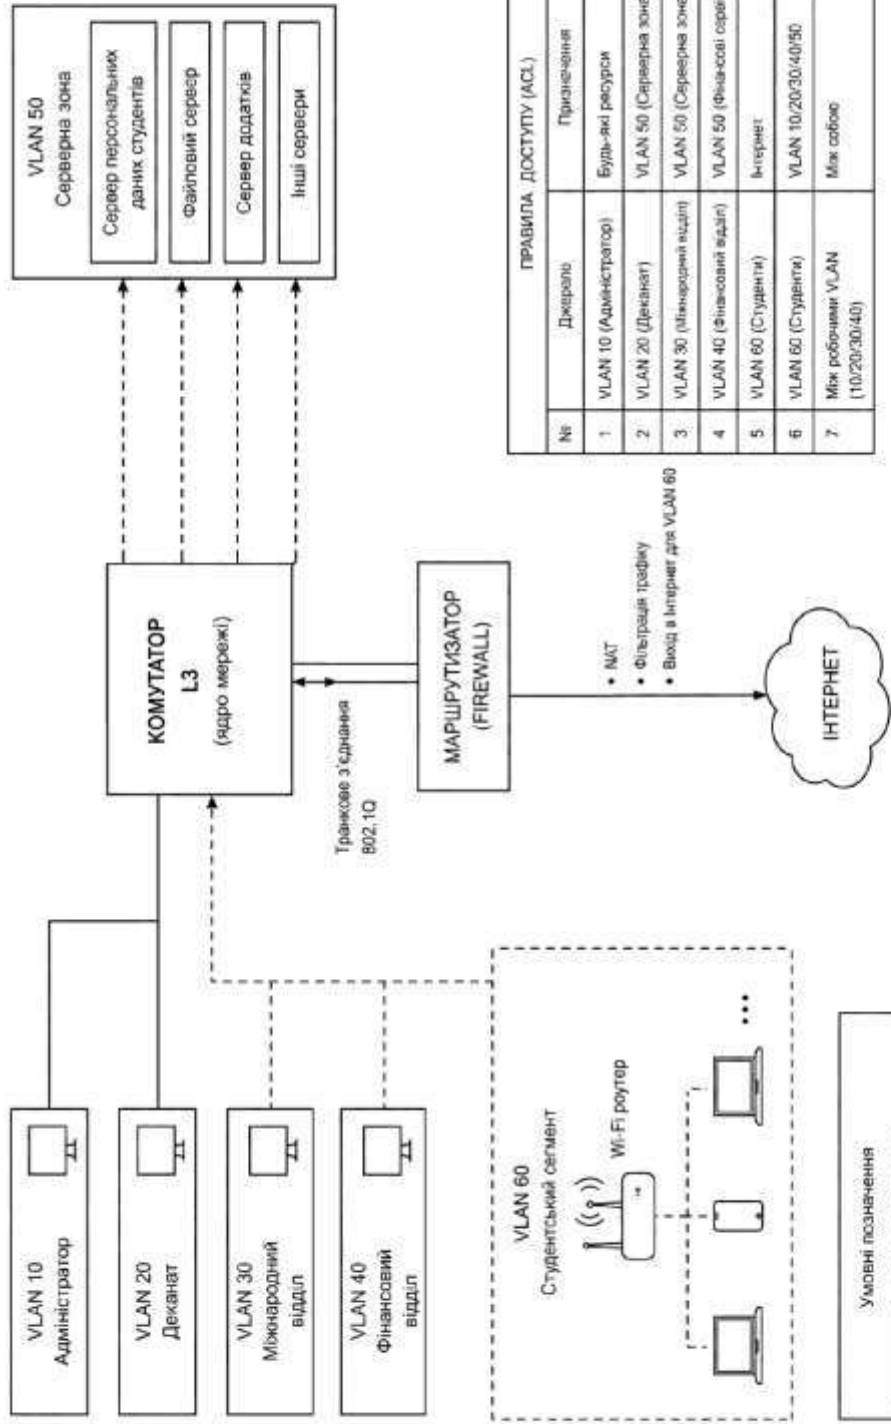 VLAN 10
Адміністратор
VLAN 20
Деканат
VLAN 30
Міжнародний
відділ
VLAN 40
Фінансовий
відділ
КОМУТАТОР
L3
(ядро мережі)
VLAN 50
Серверна зона
Сервер персональних
даних студентів
Файловий сервер
Сервер додатків
Інші сервери
Транкове з'єднання
802.1Q
МАРШРУТИЗАТОР
(FIREWALL)
• NAT
• Фільтрація трафіку
• Вихід в Інтернет для VLAN 60
ІНТЕРНЕТ
VLAN 60
Студентський сегмент
Wi-Fi роутер
...
Умовні позначення
ПРАВИЛА ДОСТУПУ (ACL)
№ Джерело Призначення
1 VLAN 10 (Адміністратор) Будь-які ресурси
2 VLAN 20 (Деканат) VLAN 50 (Серверна зона
3 VLAN 30 (Міжнародний відділ) VLAN 50 (Серверна зона
4 VLAN 40 (Фінансовий відділ) VLAN 50 (Фінансові серв
5 VLAN 60 (Студенти) Інтернет
6 VLAN 60 (Студенти) VLAN 10/20/30/40/50
7 Між робочими VLAN Між собою
(10/20/30/40)